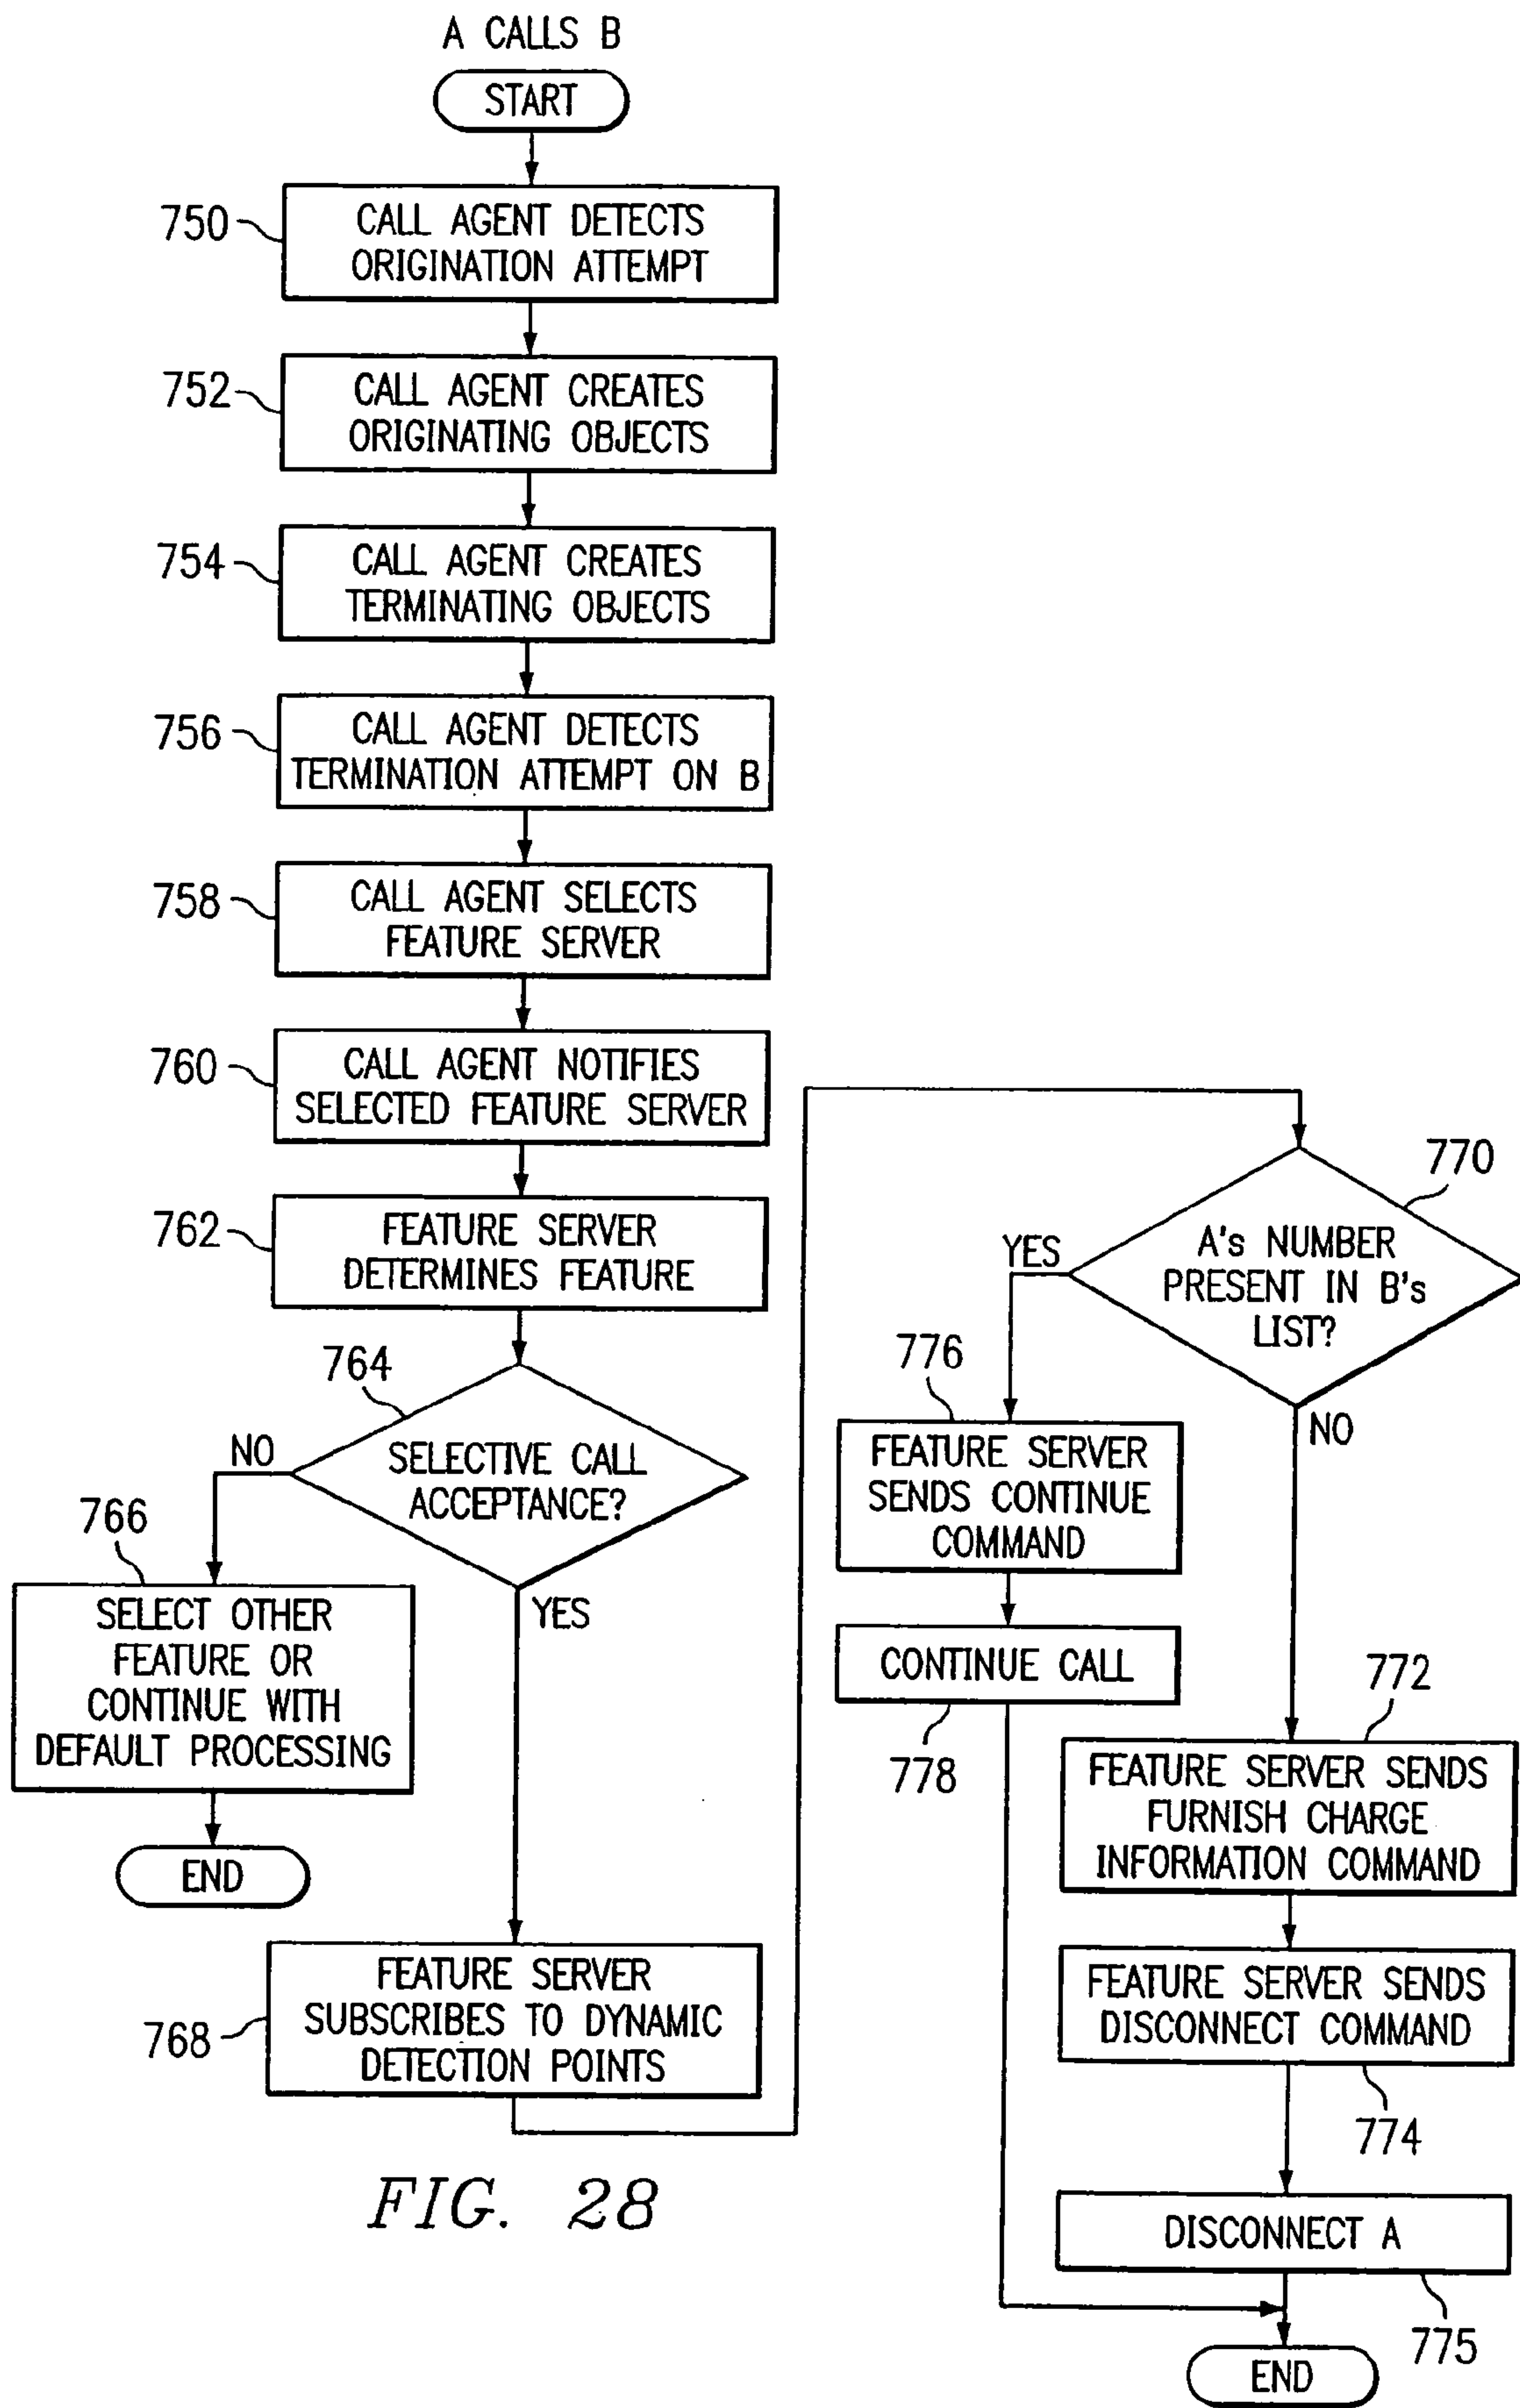 A CALLS B
START
750
CALL AGENT DETECTS
ORIGINATION ATTEMPT
752
CALL AGENT CREATES
ORIGINATING OBJECTS
754
CALL AGENT CREATES
TERMINATING OBJECTS
756
CALL AGENT DETECTS
TERMINATION ATTEMPT ON B
758
CALL AGENT SELECTS
FEATURE SERVER
760
CALL AGENT NOTIFIES
SELECTED FEATURE SERVER
762
FEATURE SERVER
DETERMINES FEATURE
764
SELECTIVE CALL
ACCEPTANCE?
NO
YES
766
SELECT OTHER
FEATURE OR
CONTINUE WITH
DEFAULT PROCESSING
END
768
FEATURE SERVER
SUBSCRIBES TO DYNAMIC
DETECTION POINTS
770
A's NUMBER
PRESENT IN B's
LIST?
YES
NO
776
FEATURE SERVER
SENDS CONTINUE
COMMAND
CONTINUE CALL
778
772
FEATURE SERVER SENDS
FURNISH CHARGE
INFORMATION COMMAND
FEATURE SERVER SENDS
DISCONNECT COMMAND
774
DISCONNECT A
775
END
FIG. 28